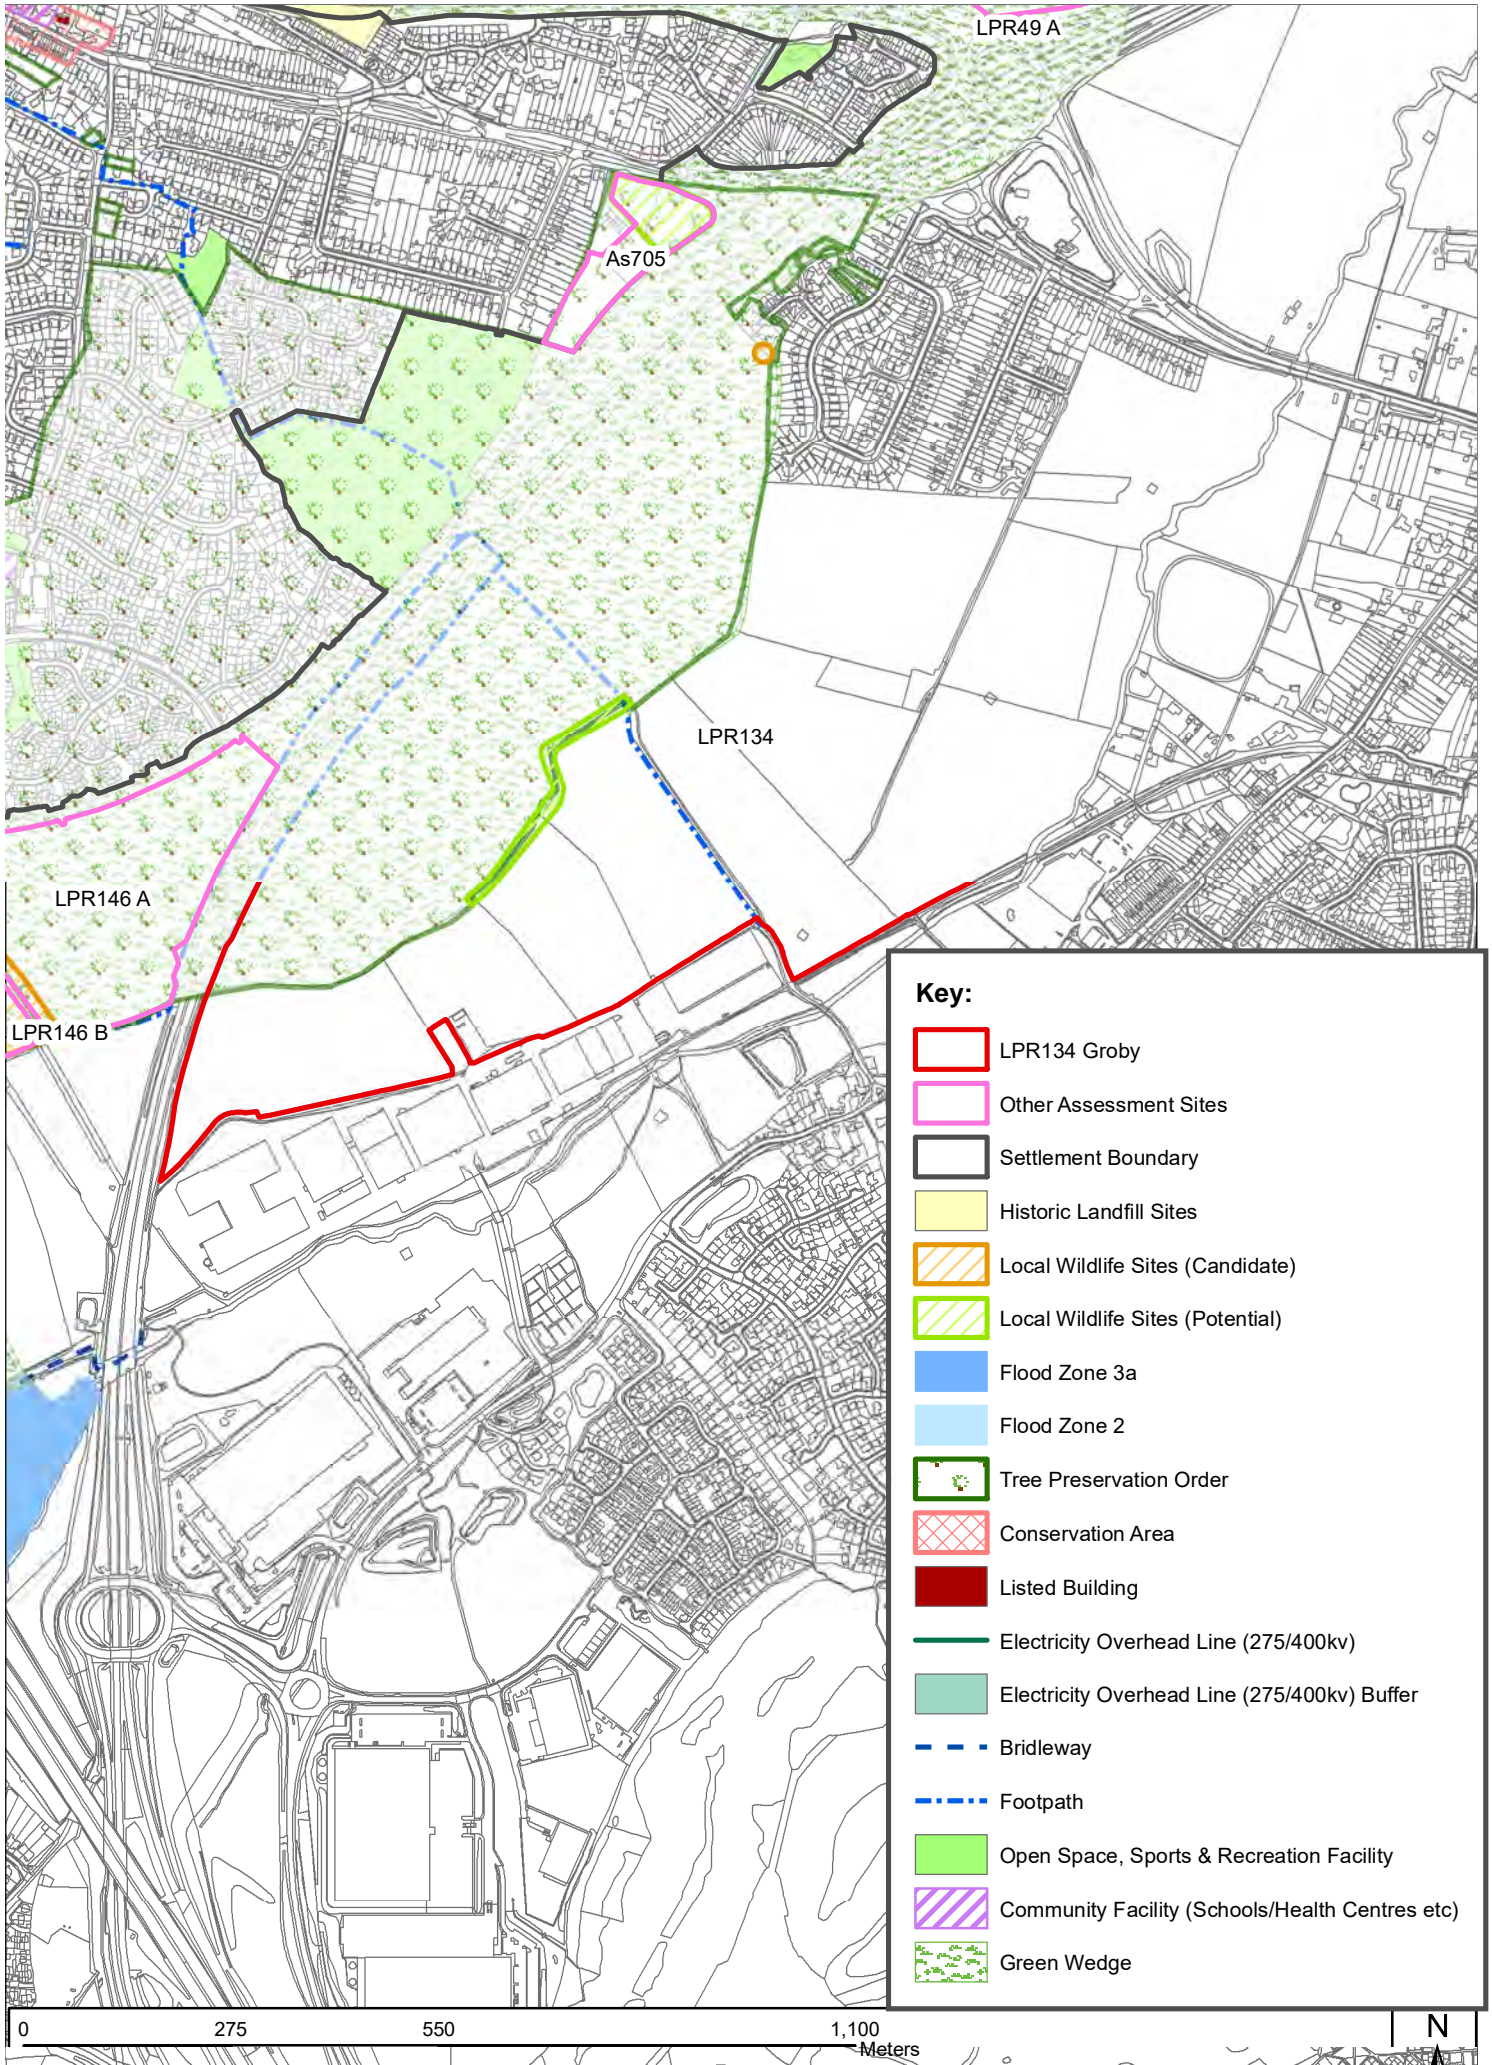 LPR49 A
As705
LPR134
LPR146 A
LPR146 B
Key:
LPR134 Groby
Other Assessment Sites
Settlement Boundary
Historic Landfill Sites
Local Wildlife Sites (Candidate)
Local Wildlife Sites (Potential)
Flood Zone 3a
Flood Zone 2
Tree Preservation Order
Conservation Area
Listed Building
Electricity Overhead Line (275/400kv)
Electricity Overhead Line (275/400kv) Buffer
Bridleway
Footpath
Open Space, Sports & Recreation Facility
Community Facility (Schools/Health Centres etc)
Green Wedge
0 275 550 1,100
Meters
N